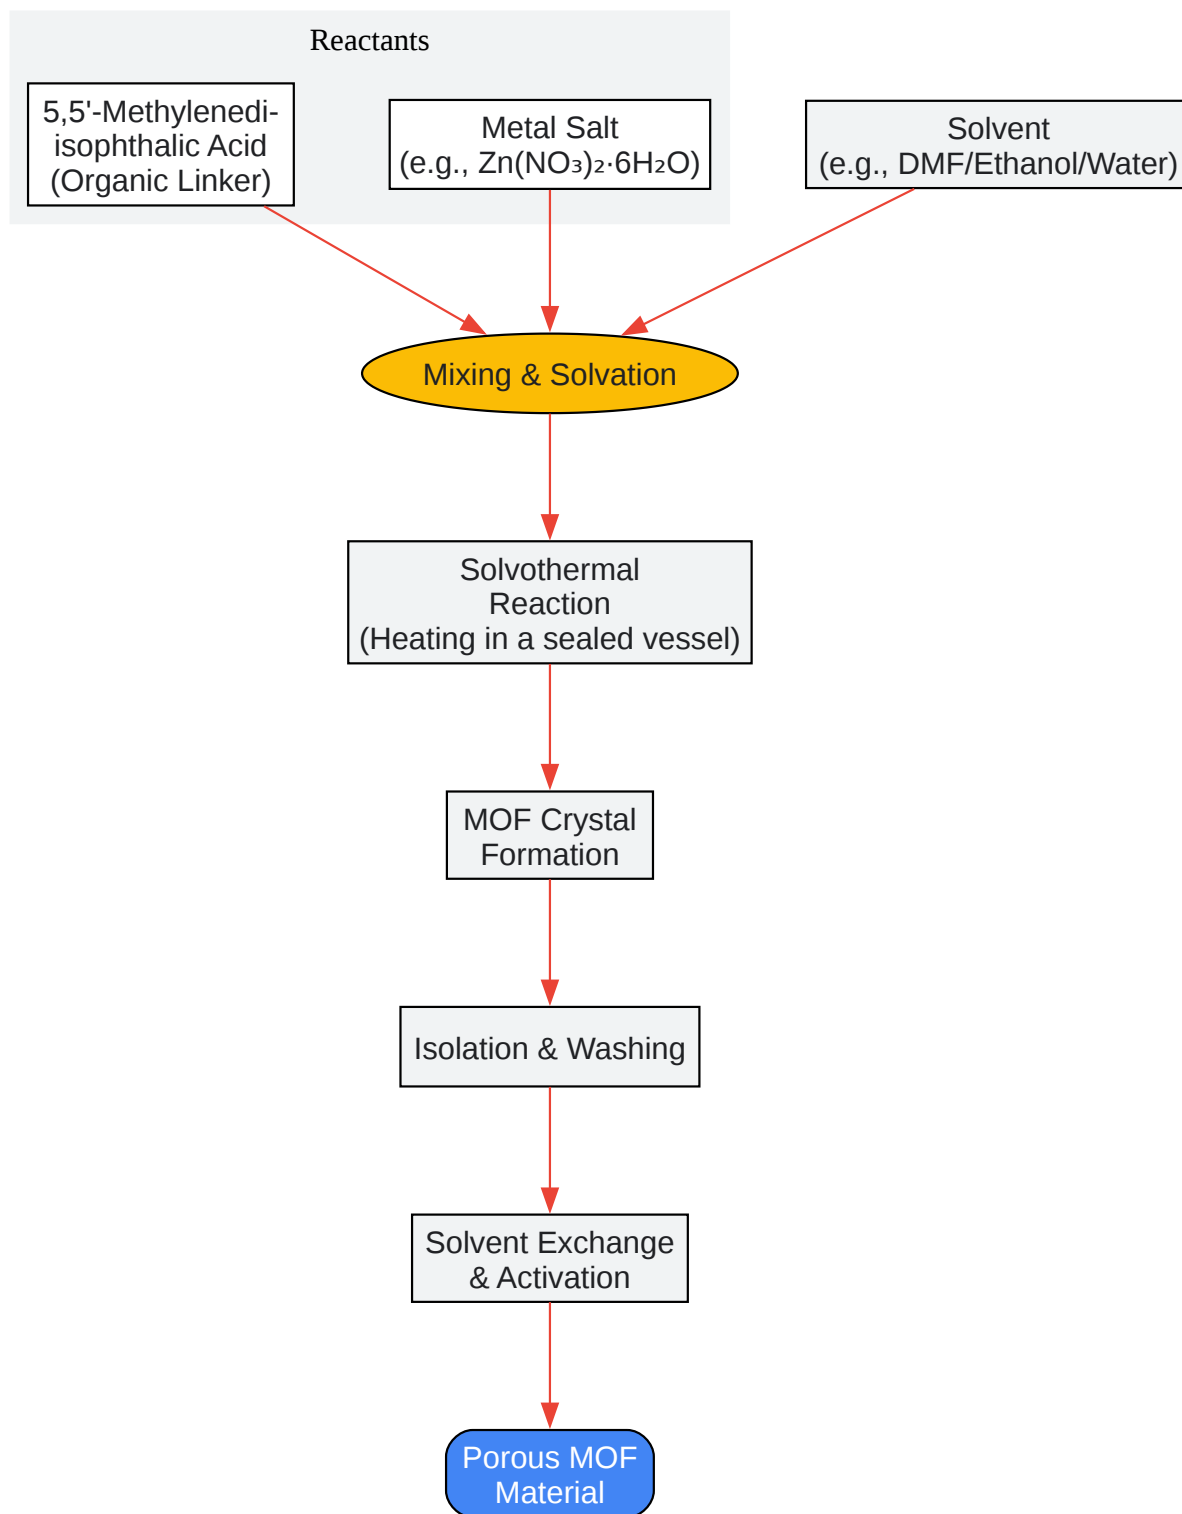 Reactants
5,5'-Methylenedi-
isophthalic Acid
(Organic Linker)
Metal Salt
(e.g., Zn(NO₃)₂·6H₂O)
Solvent
(e.g., DMF/Ethanol/Water)
Mixing & Solvation
Solvothermal
Reaction
(Heating in a sealed vessel)
MOF Crystal
Formation
Isolation & Washing
Solvent Exchange
& Activation
Porous MOF
Material